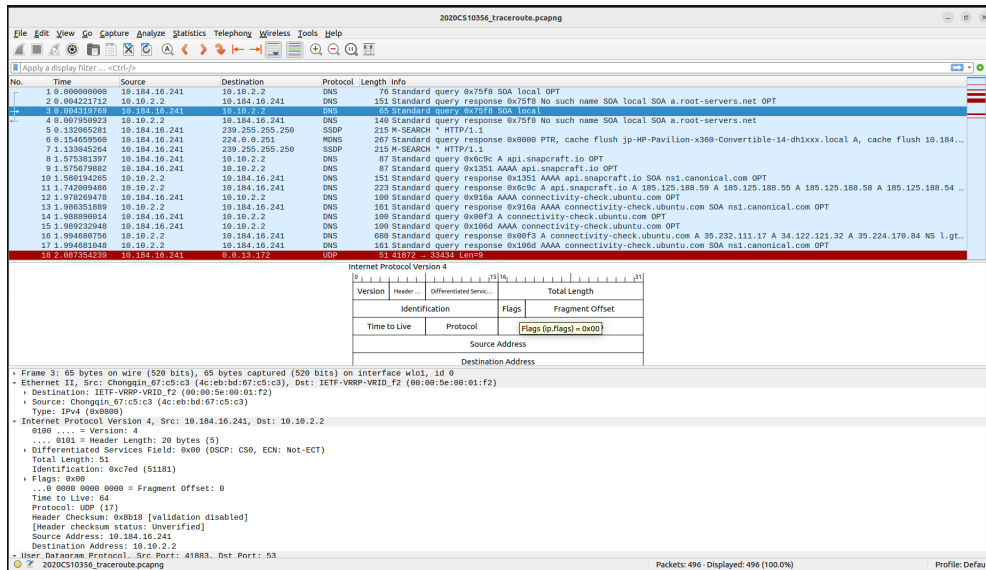 2020CS10356_traceroute.pcapng
File Edit View Go Capture Analyze Statistics Telephony Wireless Tools Help
Apply a display filter ... <Ctrl-/>
No. Time Source Destination Protocol Length Info
1 0.000000000 10.184.16.241 10.10.2.2 DNS 76 Standard query 0x75f8 SOA local OPT
2 0.004221712 10.10.2.2 10.184.16.241 DNS 151 Standard query response 0x75f8 No such name SOA local SOA a.root-servers.net OPT
3 0.004319769 10.184.16.241 10.10.2.2 DNS 65 Standard query 0x75f8 SOA local
4 0.007950923 10.10.2.2 10.184.16.241 DNS 140 Standard query response 0x75f8 No such name SOA local SOA a.root-servers.net
5 0.132065281 10.184.16.241 239.255.255.250 SSDP 215 M-SEARCH * HTTP/1.1
6 0.154659560 10.184.16.241 224.0.0.251 MDNS 267 Standard query response 0x0000 PTR, cache flush jp-HP-Pavilion-x360-Convertible-14-dh1xxx.local A, cache flush 10.184...
7 1.133845264 10.184.16.241 239.255.255.250 SSDP 215 M-SEARCH * HTTP/1.1
8 1.575381397 10.184.16.241 10.10.2.2 DNS 87 Standard query 0x6c9c A api.snapcraft.io OPT
9 1.575679882 10.184.16.241 10.10.2.2 DNS 87 Standard query 0x1351 AAAA api.snapcraft.io OPT
10 1.580194265 10.10.2.2 10.184.16.241 DNS 151 Standard query response 0x1351 AAAA api.snapcraft.io SOA ns1.canonical.com OPT
11 1.742009486 10.10.2.2 10.184.16.241 DNS 223 Standard query response 0x6c9c A api.snapcraft.io A 185.125.188.59 A 185.125.188.55 A 185.125.188.58 A 185.125.188.54 ...
12 1.978269478 10.184.16.241 10.10.2.2 DNS 100 Standard query 0x916a AAAA connectivity-check.ubuntu.com OPT
13 1.986351889 10.10.2.2 10.184.16.241 DNS 161 Standard query response 0x916a AAAA connectivity-check.ubuntu.com SOA ns1.canonical.com OPT
14 1.988890014 10.184.16.241 10.10.2.2 DNS 100 Standard query 0x00f3 A connectivity-check.ubuntu.com OPT
15 1.989232948 10.184.16.241 10.10.2.2 DNS 100 Standard query 0x106d AAAA connectivity-check.ubuntu.com OPT
16 1.994680756 10.10.2.2 10.184.16.241 DNS 680 Standard query response 0x00f3 A connectivity-check.ubuntu.com A 35.232.111.17 A 34.122.121.32 A 35.224.170.84 NS l.gt...
17 1.994681048 10.10.2.2 10.184.16.241 DNS 161 Standard query response 0x106d AAAA connectivity-check.ubuntu.com SOA ns1.canonical.com OPT
18 2.087354239 10.184.16.241 0.0.13.172 UDP 51 41872 → 33434 Len=9
Internet Protocol Version 4
0 15 16 31
Version Header ... Differentiated Servic... Total Length
Identification Flags Fragment Offset
Time to Live Protocol Flags (ip.flags) = 0x00
Source Address
Destination Address
Frame 3: 65 bytes on wire (520 bits), 65 bytes captured (520 bits) on interface wlo1, id 0
Ethernet II, Src: Chongqin_67:c5:c3 (4c:eb:bd:67:c5:c3), Dst: IETF-VRRP-VRID_f2 (00:00:5e:00:01:f2)
Destination: IETF-VRRP-VRID_f2 (00:00:5e:00:01:f2)
Source: Chongqin_67:c5:c3 (4c:eb:bd:67:c5:c3)
Type: IPv4 (0x0800)
Internet Protocol Version 4, Src: 10.184.16.241, Dst: 10.10.2.2
0100 .... = Version: 4
.... 0101 = Header Length: 20 bytes (5)
Differentiated Services Field: 0x00 (DSCP: CS0, ECN: Not-ECT)
Total Length: 51
Identification: 0xc7ed (51181)
Flags: 0x00
...0 0000 0000 0000 = Fragment Offset: 0
Time to Live: 64
Protocol: UDP (17)
Header Checksum: 0x8b18 [validation disabled]
[Header checksum status: Unverified]
Source Address: 10.184.16.241
Destination Address: 10.10.2.2
User Datagram Protocol, Src Port: 41883, Dst Port: 53
2020CS10356_traceroute.pcapng Packets: 496 · Displayed: 496 (100.0%) Profile: Defau